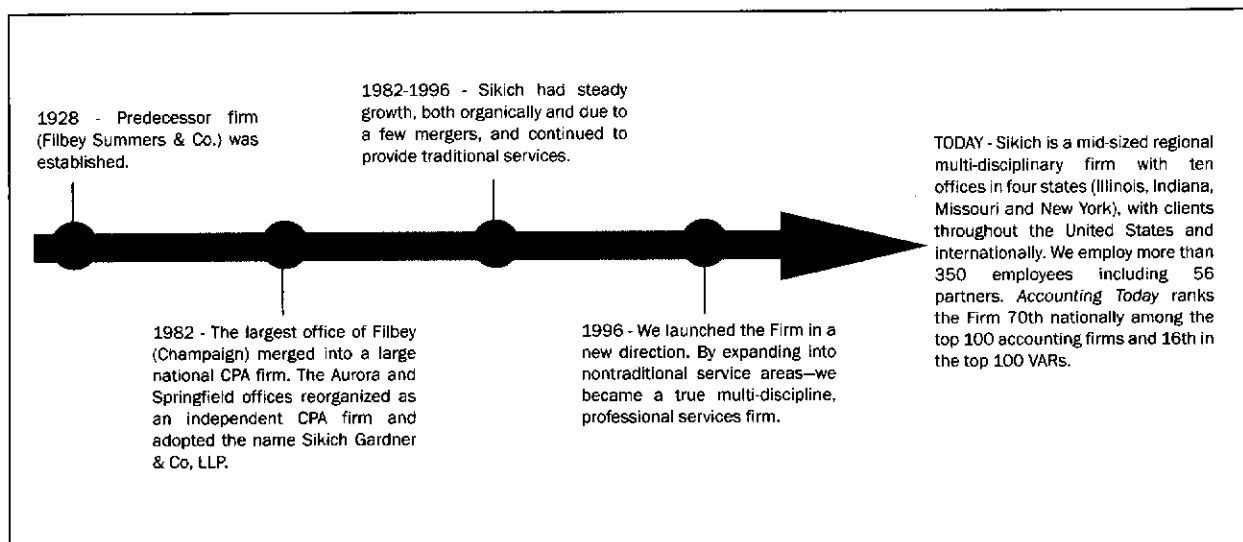 1928 - Predecessor firm
(Filbey Summers & Co.) was
established.
1982 - The largest office of Filbey
(Champaign) merged into a large
national CPA firm. The Aurora and
Springfield offices reorganized as
an independent CPA firm and
adopted the name Sikich Gardner
& Co, LLP.
1982-1996 - Sikich had steady
growth, both organically and due to
a few mergers, and continued to
provide traditional services.
1996 - We launched the Firm in a
new direction. By expanding into
nontraditional service areas—we
became a true multi-discipline,
professional services firm.
TODAY - Sikich is a mid-sized regional
multi-disciplinary firm with ten
offices in four states (Illinois, Indiana,
Missouri and New York), with clients
throughout the United States and
internationally. We employ more than
350 employees including 56
partners. Accounting Today ranks
the Firm 70th nationally among the
top 100 accounting firms and 16th in
the top 100 VARs.